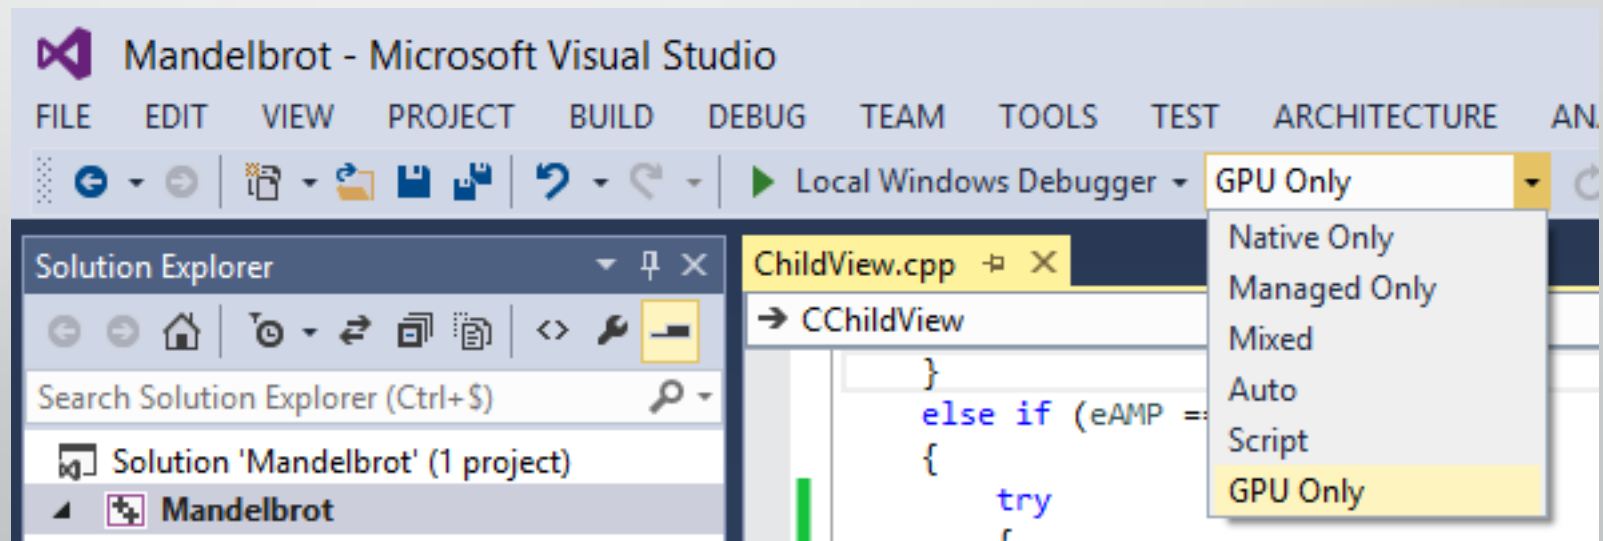 Mandelbrot - Microsoft Visual Studio
FILE EDIT VIEW PROJECT BUILD DEBUG TEAM TOOLS TEST ARCHITECTURE AN
Local Windows Debugger GPU Only
Native Only
Managed Only
Mixed
Auto
Script
GPU Only
Solution Explorer
Search Solution Explorer (Ctrl+$)
Solution 'Mandelbrot' (1 project)
Mandelbrot
ChildView.cpp
CChildView
}
else if (eAMP ==
{
try
{